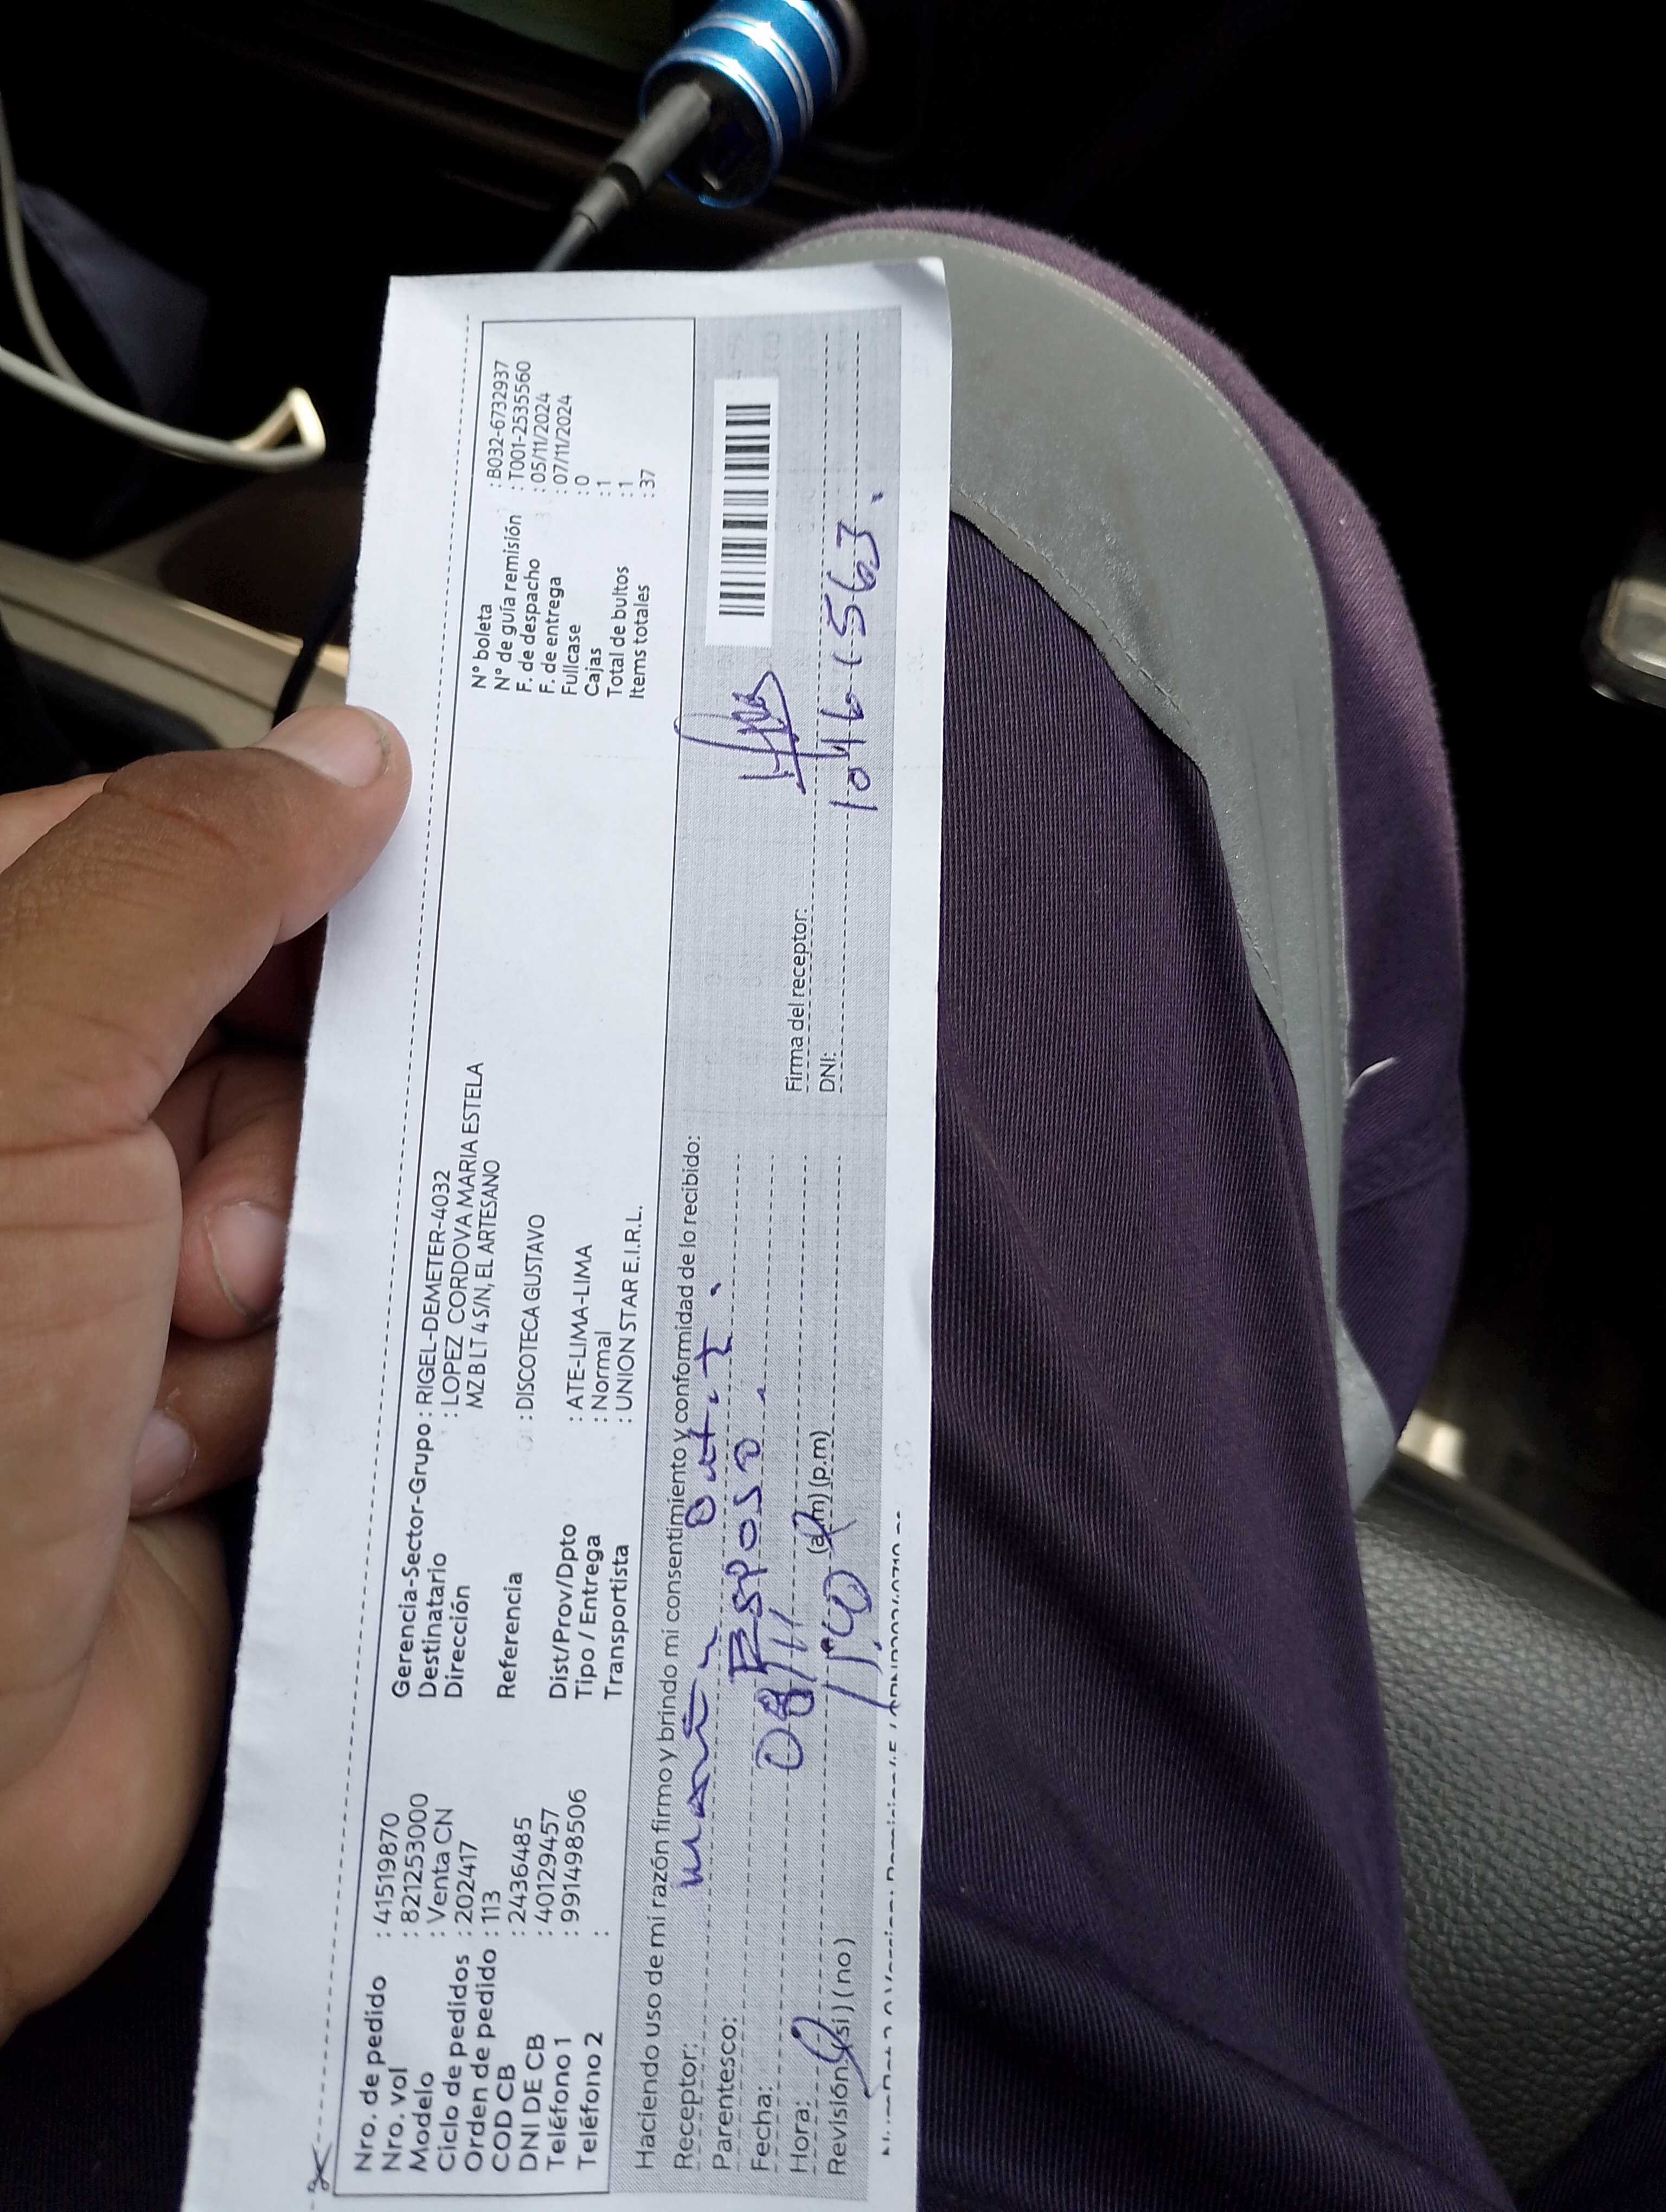 Nro. de pedido : 41519870
Nro. vol : 821253000
Modelo : Venta CN
Ciclo de pedidos : 202417
Orden de pedido : 113
COD CB : 2436485
DNI DE CB : 40129457
Teléfono 1 : 991498506
Teléfono 2 :
Gerencia-Sector-Grupo : RIGEL-DEMETER-4032
Destinatario : LOPEZ CORDOVA MARIA ESTELA
Dirección MZ B LT 4 S/N, EL ARTESANO
Referencia : DISCOTECA GUSTAVO
Dist/Prov/Dpto : ATE-LIMA-LIMA
Tipo / Entrega : Normal
Transportista : UNION STAR E.I.R.L.
N° boleta : B032-6732937
N° de guía remisión : T001-2535560
F. de despacho : 05/11/2024
F. de entrega : 07/11/2024
Fullcase : 0
Cajas : 1
Total de bultos : 1
Items totales : 37
Haciendo uso de mi razón firmo y brindo mi consentimiento y conformidad de lo recibido:
Receptor: Martin
Parentesco: Esposo.
Fecha: 08/11
Hora: 1:40 (a.m) (p.m)
Revisión (si) (no)
Firma del receptor:
DNI: